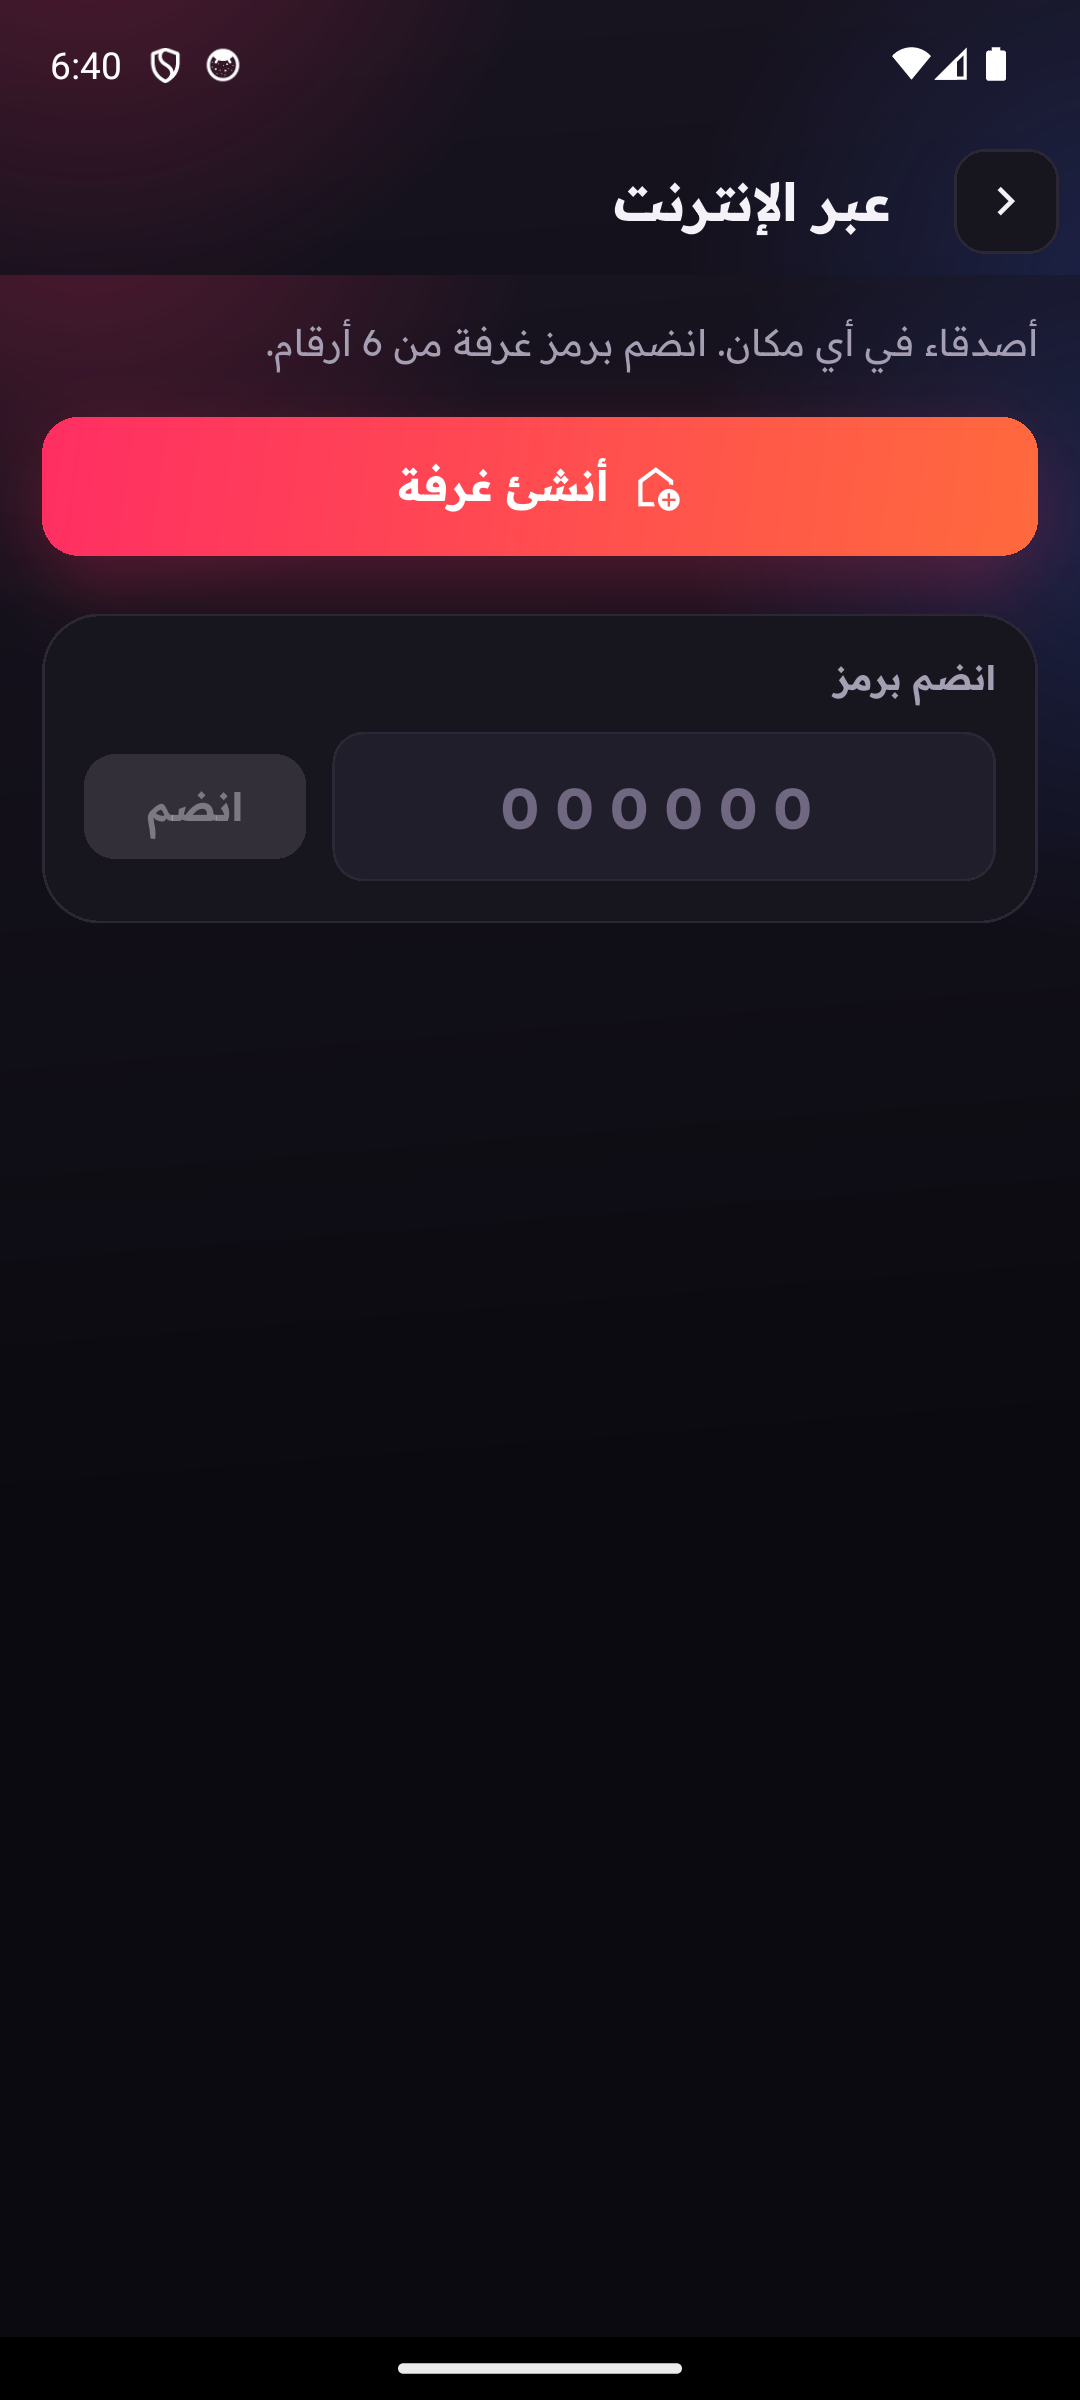 6:40
عبر الإنترنت
أصدقاء في أي مكان. انضم برمز غرفة من 6 أرقام.
أنشئ غرفة
انضم برمز
000000
انضم